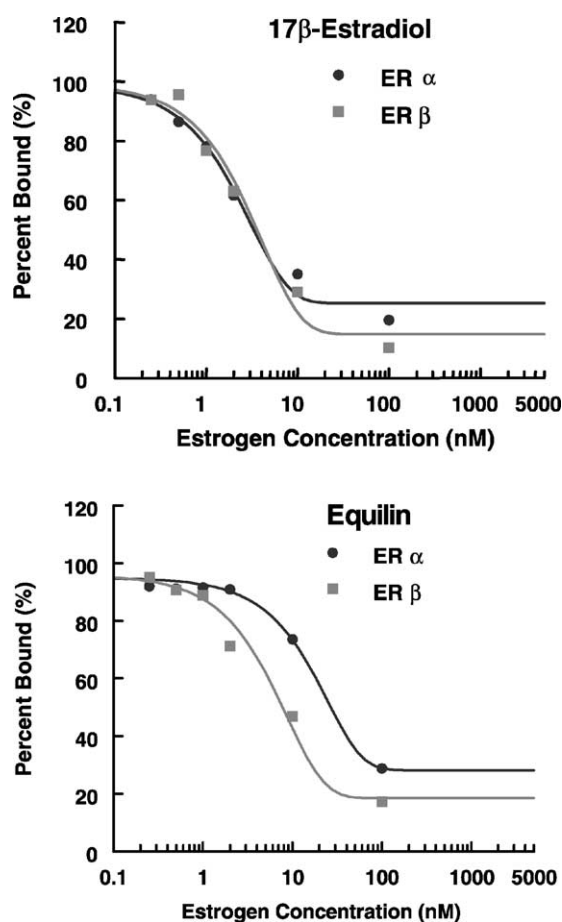 17β-Estradiol
ER α
ER β
120
100
80
60
40
20
0
Percent Bound (%)
0.1 1 10 100 1000 5000
Estrogen Concentration (nM)
Equilin
ER α
ER β
120
100
80
60
40
20
0
Percent Bound (%)
0.1 1 10 100 1000 5000
Estrogen Concentration (nM)